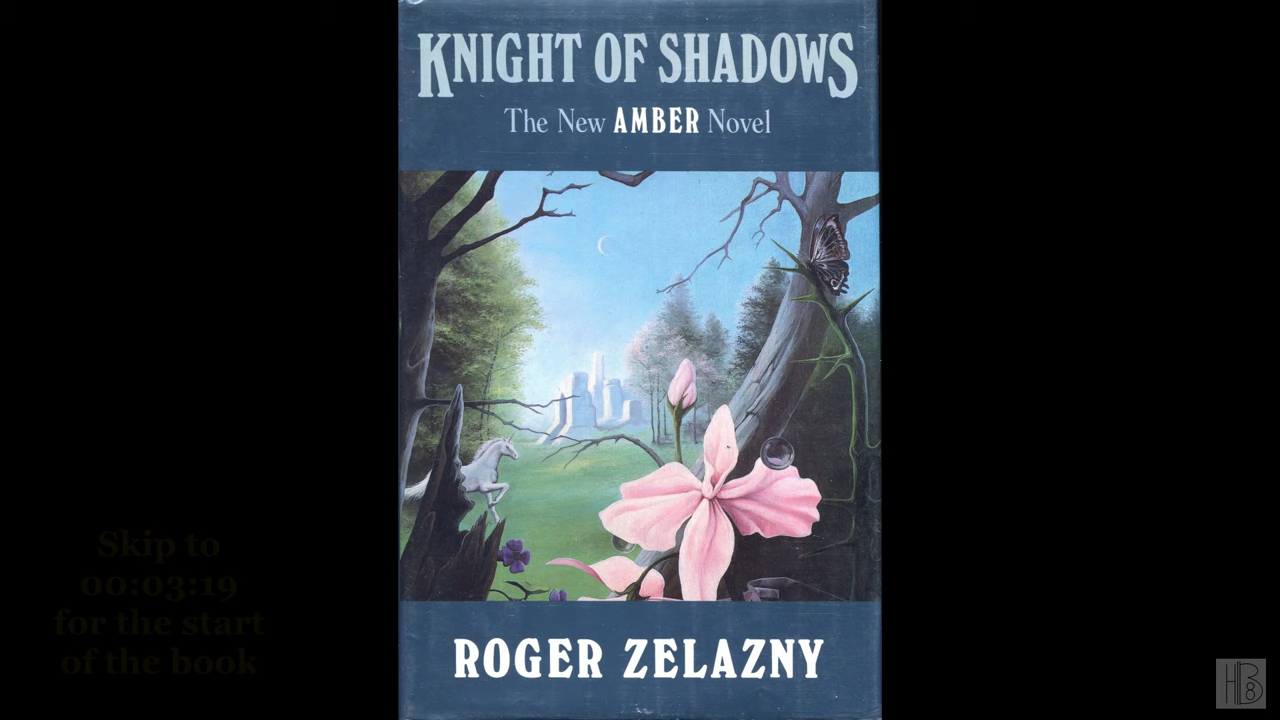 KNIGHT OF SHADOWS
The New AMBER Novel
Skip to
00:03:19
for the start
of the book
ROGER ZELAZNY
HB8